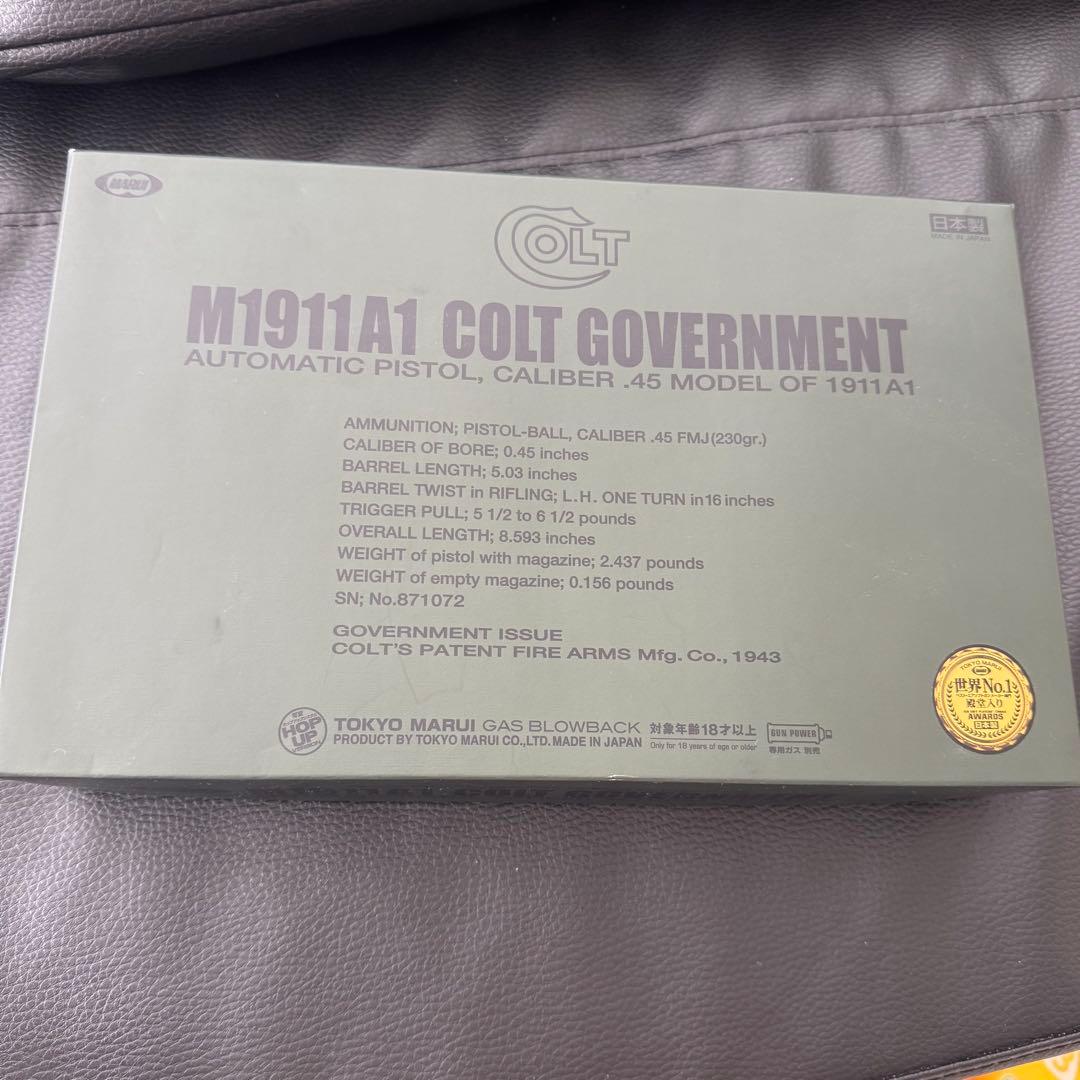 MARUI
COLT
日本製
MADE IN JAPAN
M1911A1 COLT GOVERNMENT
AUTOMATIC PISTOL, CALIBER .45 MODEL OF 1911A1
AMMUNITION; PISTOL-BALL, CALIBER .45 FMJ(230gr.)
CALIBER OF BORE; 0.45 inches
BARREL LENGTH; 5.03 inches
BARREL TWIST in RIFLING; L.H. ONE TURN in 16 inches
TRIGGER PULL; 5 1/2 to 6 1/2 pounds
OVERALL LENGTH; 8.593 inches
WEIGHT of pistol with magazine; 2.437 pounds
WEIGHT of empty magazine; 0.156 pounds
SN; No.871072
GOVERNMENT ISSUE
COLT'S PATENT FIRE ARMS Mfg. Co., 1943
TOKYO MARUI
世界No.1
殿堂入り
AWARDS
日本製
HOP
UP
TOKYO MARUI GAS BLOWBACK
PRODUCT BY TOKYO MARUI CO.,LTD. MADE IN JAPAN
対象年齢18才以上
Only for 18 years of age or older
GUN POWER
専用ガス 別売